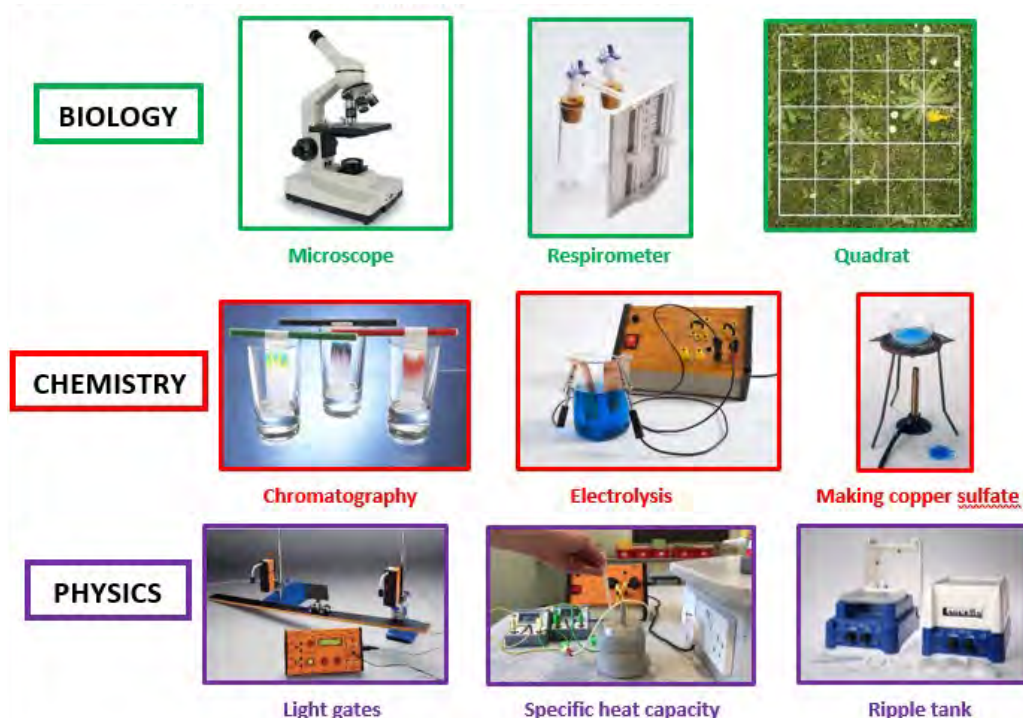 BIOLOGY
Microscope
Respirometer
Quadrat
CHEMISTRY
Chromatography
Electrolysis
Making copper sulfate
PHYSICS
Light gates
Specific heat capacity
Ripple tank